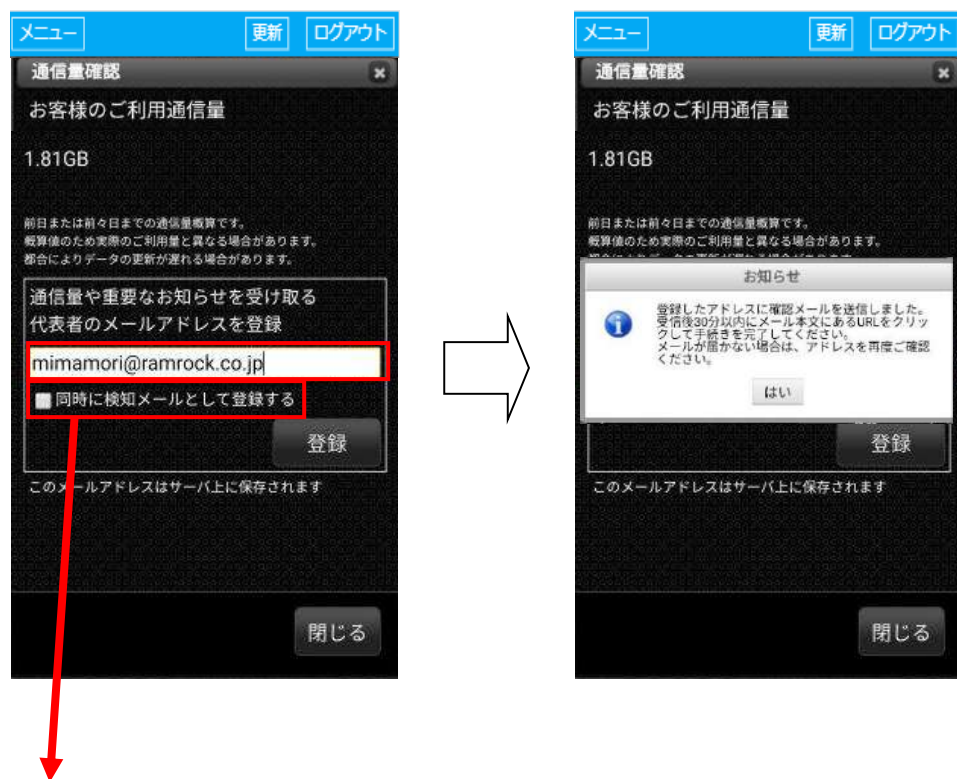 メニュー 更新 ログアウト
通信量確認
お客様のご利用通信量
1.81GB
前日または前々日までの通信量概算です。
概算値のため実際のご利用量と異なる場合があります。
都合によりデータの更新が遅れる場合があります。
通信量や重要なお知らせを受け取る
代表者のメールアドレスを登録
mimamori@ramrock.co.jp
同時に検知メールとして登録する
登録
このメールアドレスはサーバ上に保存されます
閉じる
メニュー 更新 ログアウト
通信量確認
お客様のご利用通信量
1.81GB
前日または前々日までの通信量概算です。
概算値のため実際のご利用量と異なる場合があります。
お知らせ
登録したアドレスに確認メールを送信しました。
受信後30分以内にメール本文にあるURLをクリッ
クして手続きを完了してください。
メールが届かない場合は、アドレスを再度ご確認
ください。
はい
登録
このメールアドレスはサーバ上に保存されます
閉じる